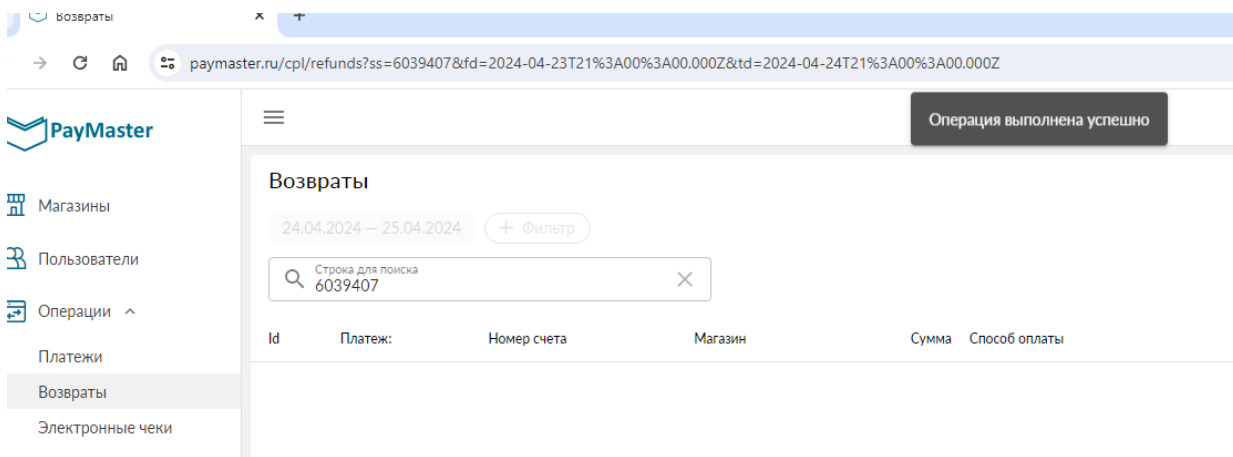 Возвраты
paymaster.ru/cpl/refunds?ss=6039407&fd=2024-04-23T21%3A00%3A00.000Z&td=2024-04-24T21%3A00%3A00.000Z
PayMaster
Операция выполнена успешно
Магазины
Пользователи
Операции
Платежи
Возвраты
Электронные чеки
Возвраты
24.04.2024 — 25.04.2024 + Фильтр
Строка для поиска
6039407
Id Платеж: Номер счета Магазин Сумма Способ оплаты